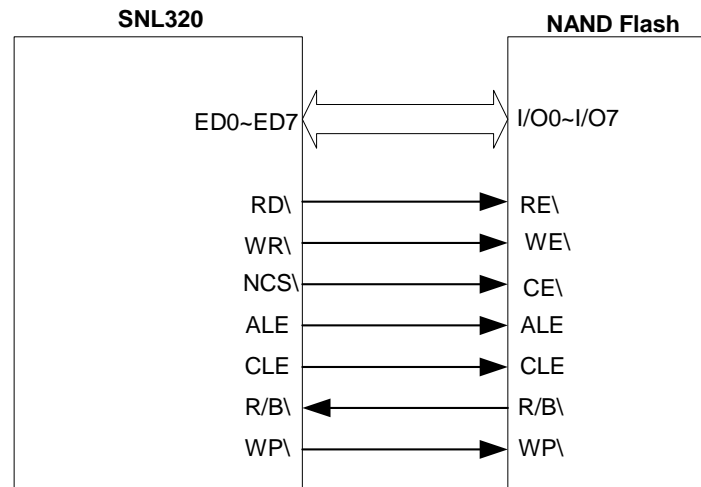 SNL320 NAND Flash
ED0~ED7 I/O0~I/O7
RD\ RE\
WR\ WE\
NCS\ CE\
ALE ALE
CLE CLE
R/B\ R/B\
WP\ WP\